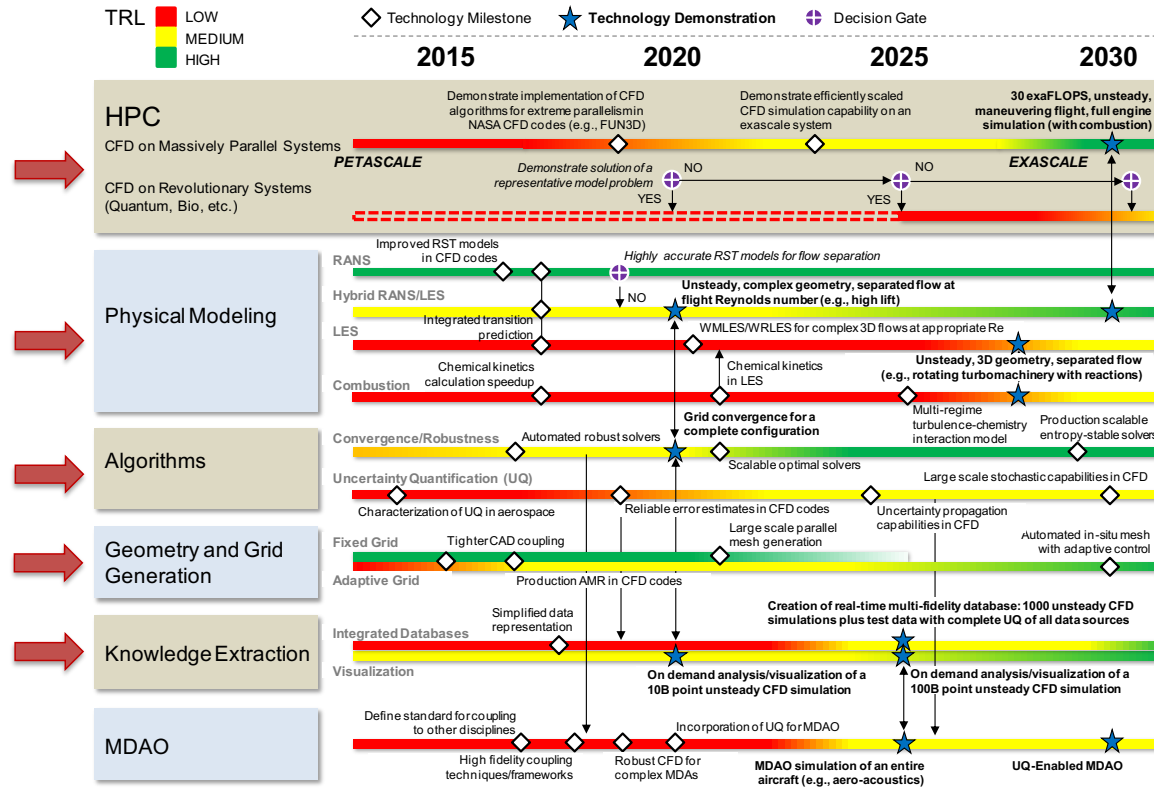 TRL
LOW
MEDIUM
HIGH
Technology Milestone
Technology Demonstration
Decision Gate
2015
2020
2025
2030
HPC
CFD on Massively Parallel Systems
CFD on Revolutionary Systems
(Quantum, Bio, etc.)
Demonstrate implementation of CFD
algorithms for extreme parallelism in
NASA CFD codes (e.g., FUN3D)
Demonstrate efficiently scaled
CFD simulation capability on an
exascale system
30 exaFLOPS, unsteady,
maneuvering flight, full engine
simulation (with combustion)
PETASCALE
EXASCALE
Demonstrate solution of a
representative model problem
NO
NO
YES
YES
Physical Modeling
RANS
Improved RST models
in CFD codes
Highly accurate RST models for flow separation
NO
Hybrid RANS/LES
Unsteady, complex geometry, separated flow at
flight Reynolds number (e.g., high lift)
LES
Integrated transition
prediction
WMLES/WRLES for complex 3D flows at appropriate Re
Unsteady, 3D geometry, separated flow
(e.g., rotating turbomachinery with reactions)
Combustion
Chemical kinetics
calculation speedup
Chemical kinetics
in LES
Multi-regime
turbulence-chemistry
interaction model
Algorithms
Convergence/Robustness
Automated robust solvers
Grid convergence for a
complete configuration
Scalable optimal solvers
Production scalable
entropy-stable solvers
Uncertainty Quantification (UQ)
Characterization of UQ in aerospace
Reliable error estimates in CFD codes
Uncertainty propagation
capabilities in CFD
Large scale stochastic capabilities in CFD
Geometry and Grid
Generation
Fixed Grid
Tighter CAD coupling
Large scale parallel
mesh generation
Automated in-situ mesh
with adaptive control
Adaptive Grid
Production AMR in CFD codes
Knowledge Extraction
Integrated Databases
Simplified data
representation
Creation of real-time multi-fidelity database: 1000 unsteady CFD
simulations plus test data with complete UQ of all data sources
Visualization
On demand analysis/visualization of a
10B point unsteady CFD simulation
On demand analysis/visualization of a
100B point unsteady CFD simulation
MDAO
Define standard for coupling
to other disciplines
High fidelity coupling
techniques/frameworks
Robust CFD for
complex MDAs
Incorporation of UQ for MDAO
MDAO simulation of an entire
aircraft (e.g., aero-acoustics)
UQ-Enabled MDAO